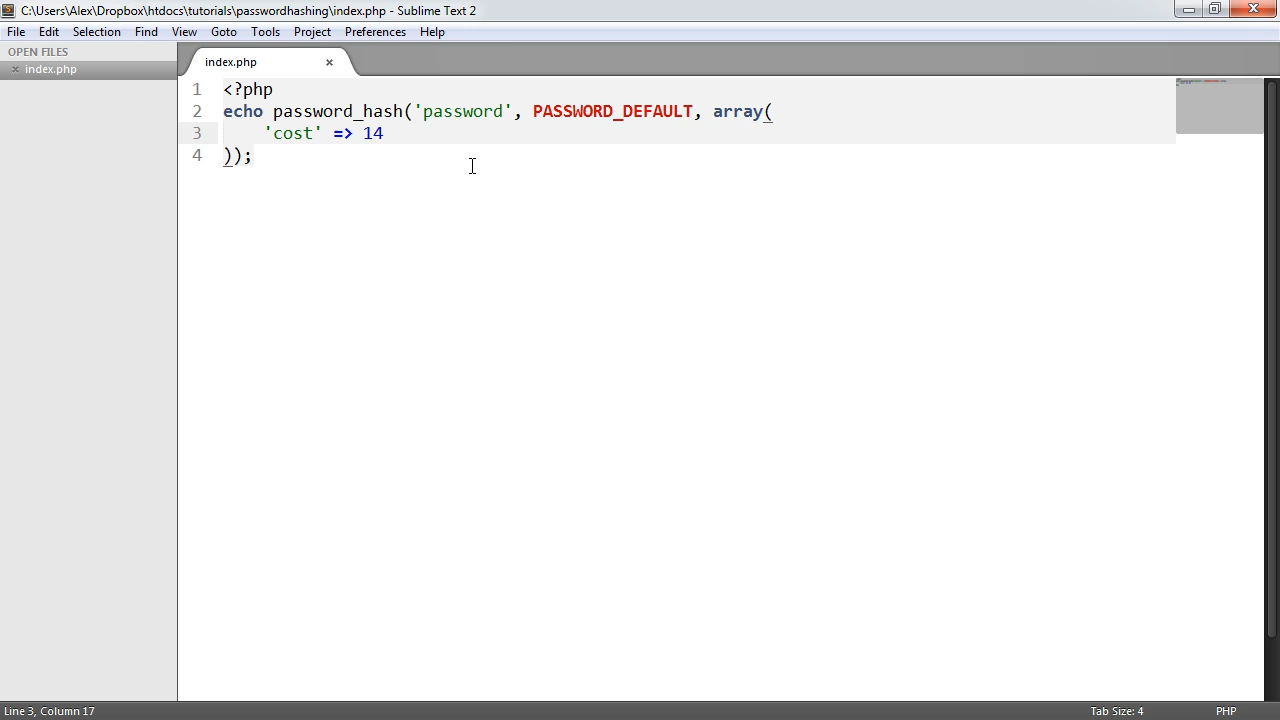 C:\Users\Alex\Dropbox\htdocs\tutorials\passwordhashing\index.php - Sublime Text 2
File Edit Selection Find View Goto Tools Project Preferences Help
OPEN FILES
index.php
index.php
1 <?php
2 echo password_hash('password', PASSWORD_DEFAULT, array(
3     'cost' => 14
4 ));
Line 3, Column 17
Tab Size: 4
PHP